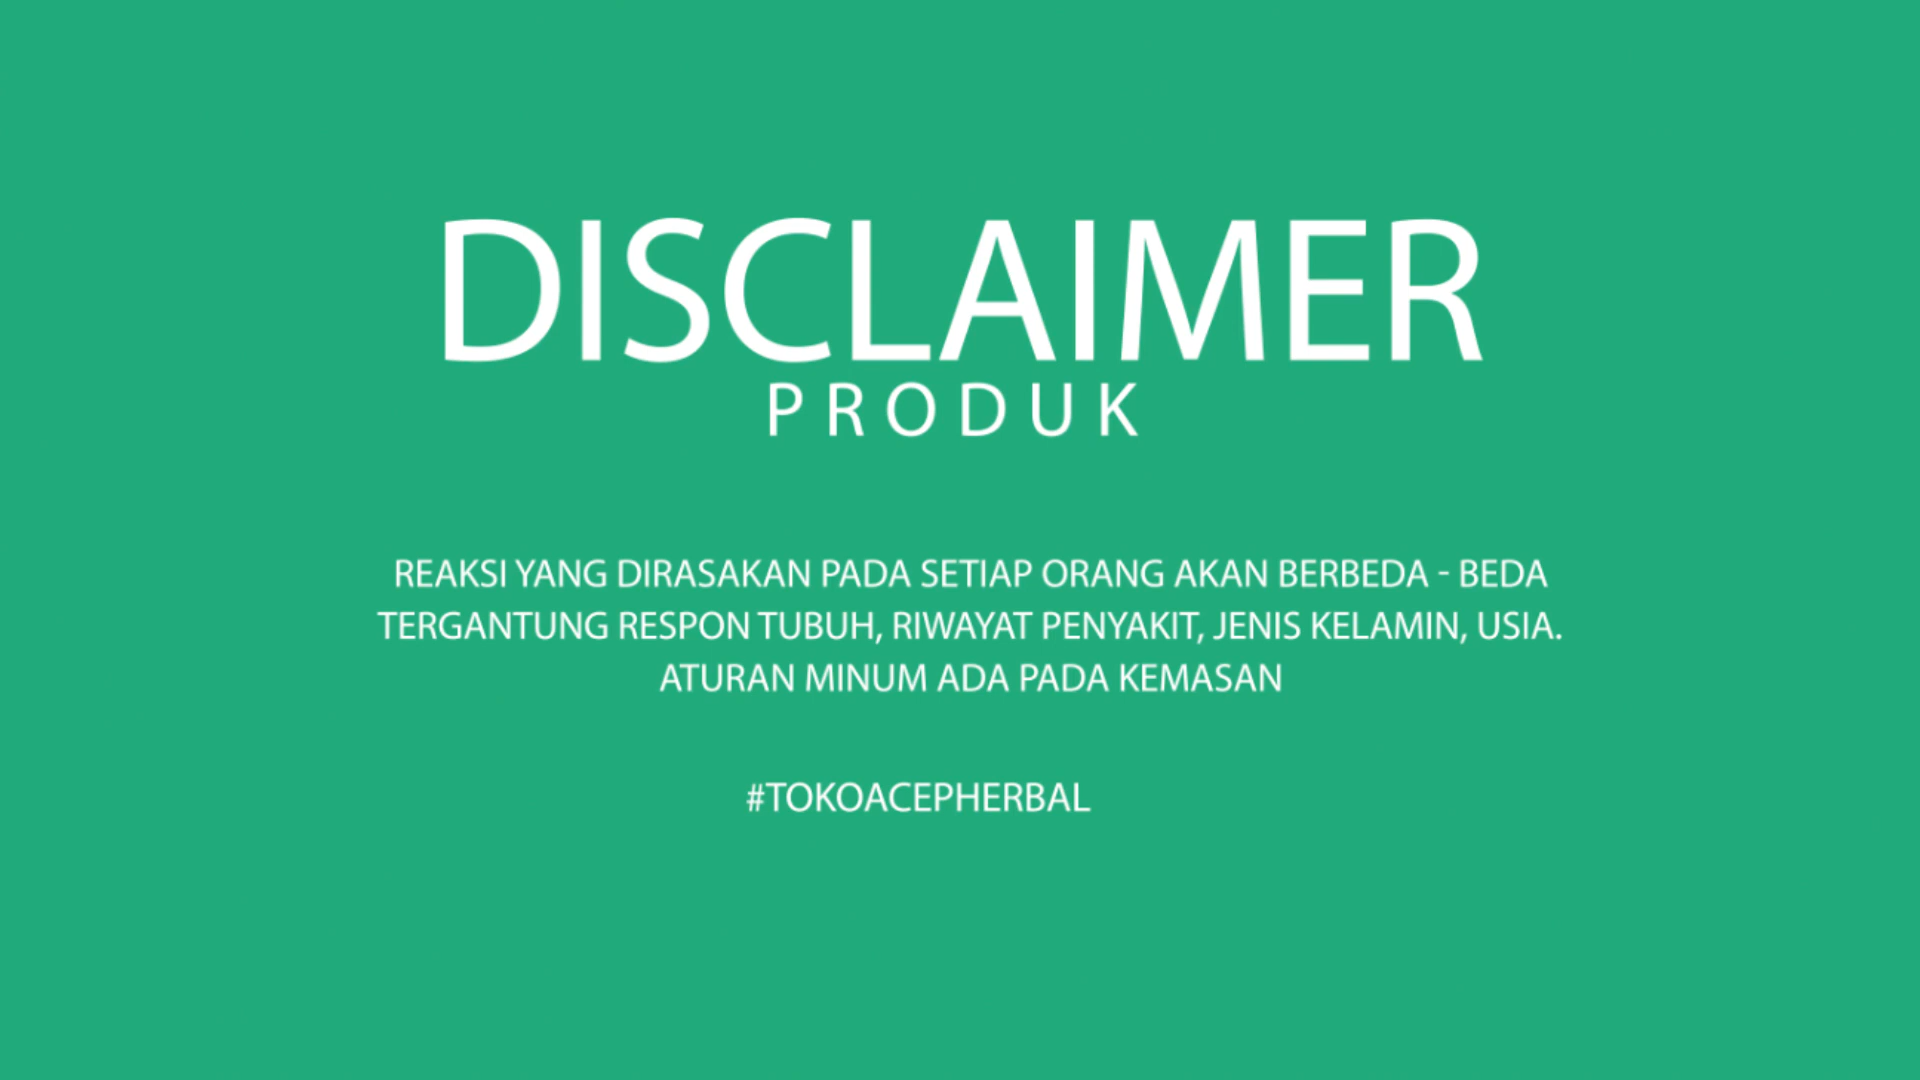 DISCLAIMER
PRODUK
REAKSI YANG DIRASAKAN PADA SETIAP ORANG AKAN BERBEDA - BEDA
TERGANTUNG RESPON TUBUH, RIWAYAT PENYAKIT, JENIS KELAMIN, USIA.
ATURAN MINUM ADA PADA KEMASAN
#TOKOACEPHERBAL